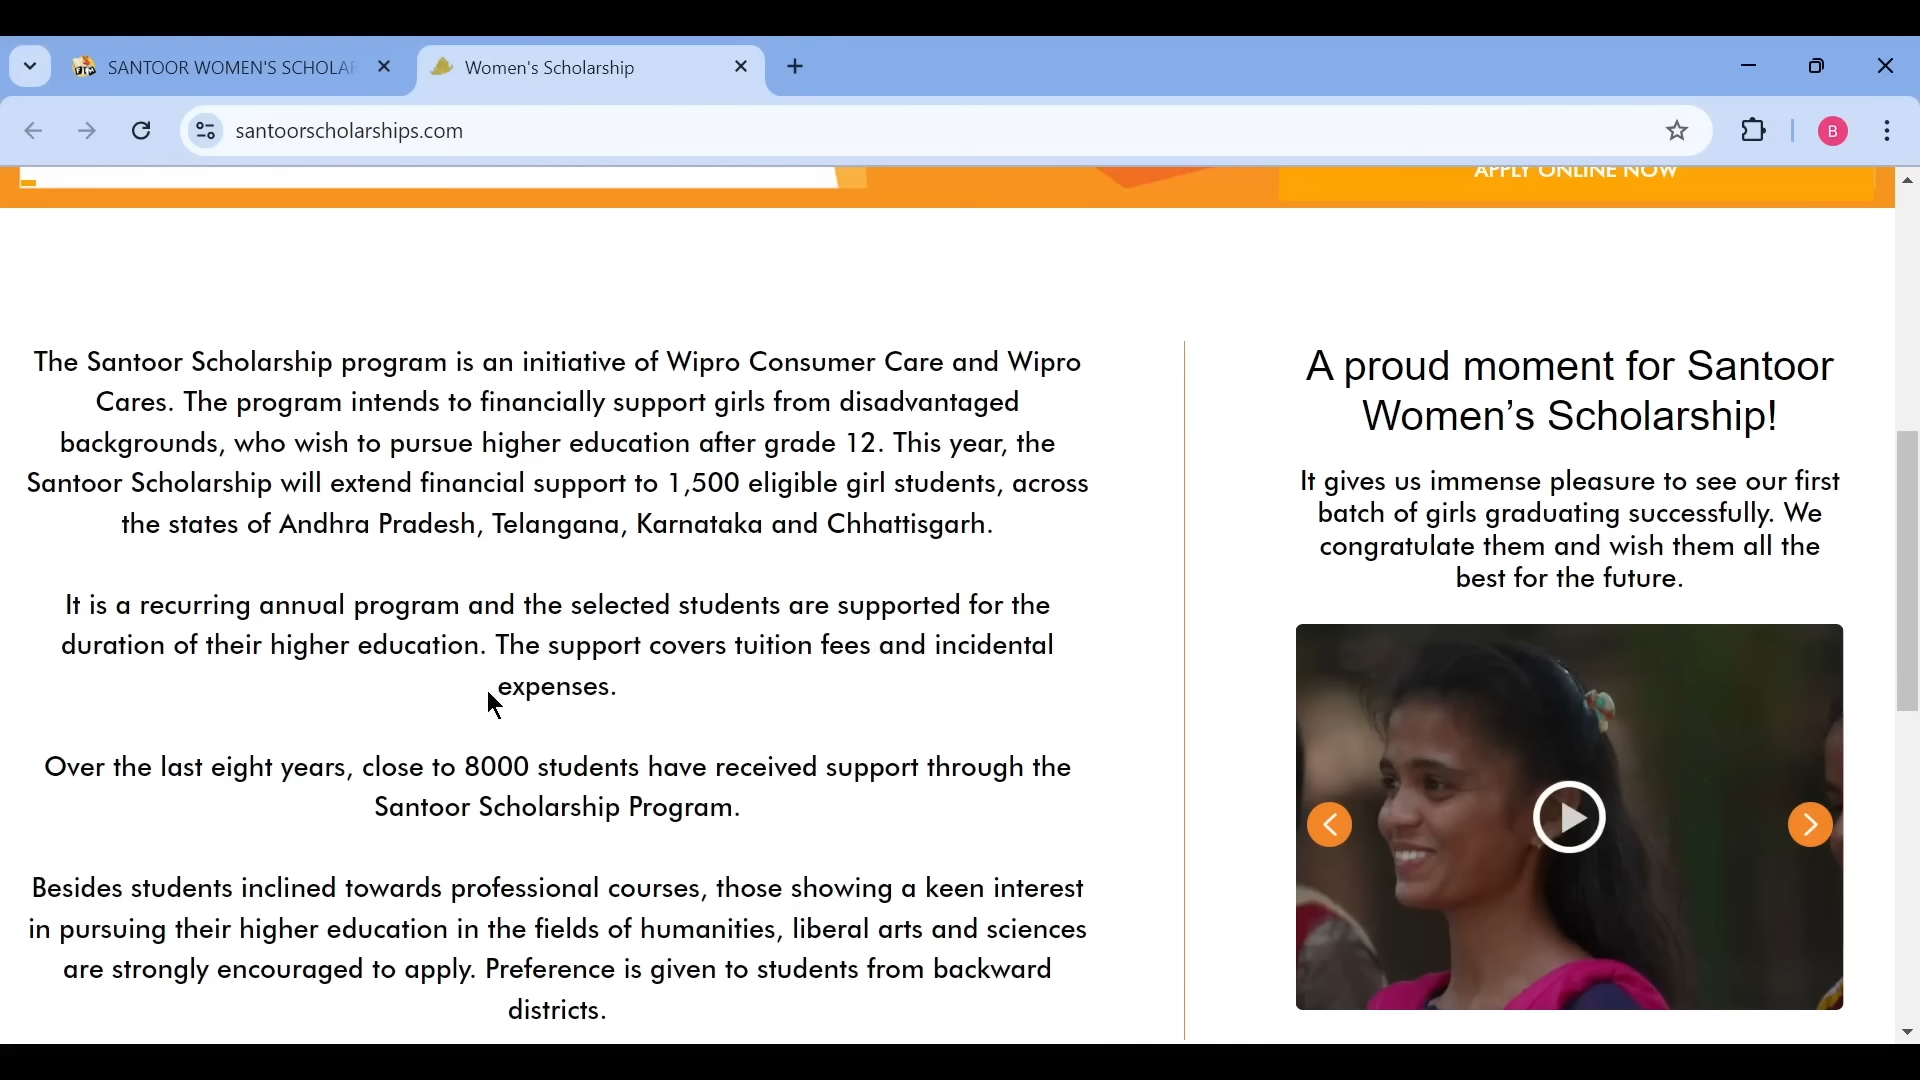 SANTOOR WOMEN'S SCHOLAR
Women's Scholarship
santoorscholarships.com
B
APPLY ONLINE NOW
The Santoor Scholarship program is an initiative of Wipro Consumer Care and Wipro
Cares. The program intends to financially support girls from disadvantaged
backgrounds, who wish to pursue higher education after grade 12. This year, the
Santoor Scholarship will extend financial support to 1,500 eligible girl students, across
the states of Andhra Pradesh, Telangana, Karnataka and Chhattisgarh.
It is a recurring annual program and the selected students are supported for the
duration of their higher education. The support covers tuition fees and incidental
expenses.
Over the last eight years, close to 8000 students have received support through the
Santoor Scholarship Program.
Besides students inclined towards professional courses, those showing a keen interest
in pursuing their higher education in the fields of humanities, liberal arts and sciences
are strongly encouraged to apply. Preference is given to students from backward
districts.
A proud moment for Santoor
Women’s Scholarship!
It gives us immense pleasure to see our first
batch of girls graduating successfully. We
congratulate them and wish them all the
best for the future.